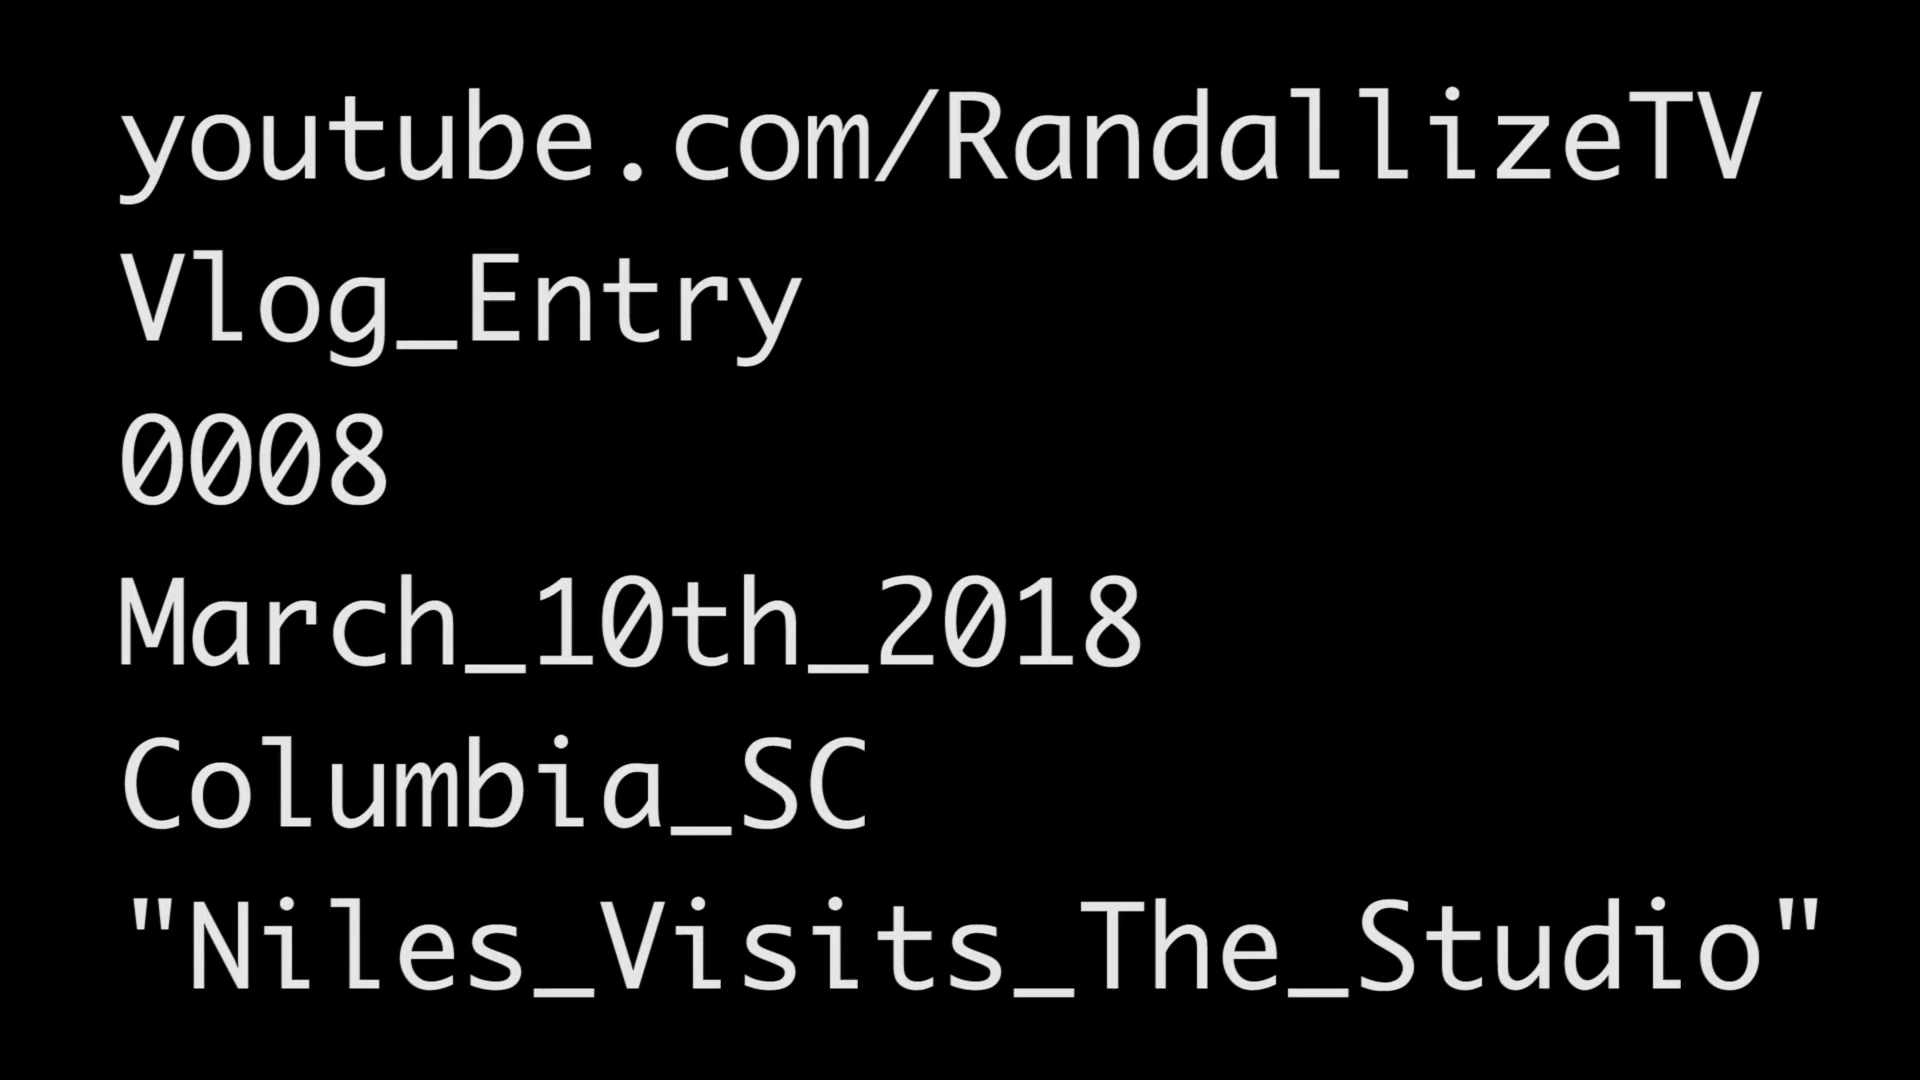 youtube.com/RandallizeTV
Vlog_Entry
0008
March_10th_2018
Columbia_SC
"Niles_Visits_The_Studio"